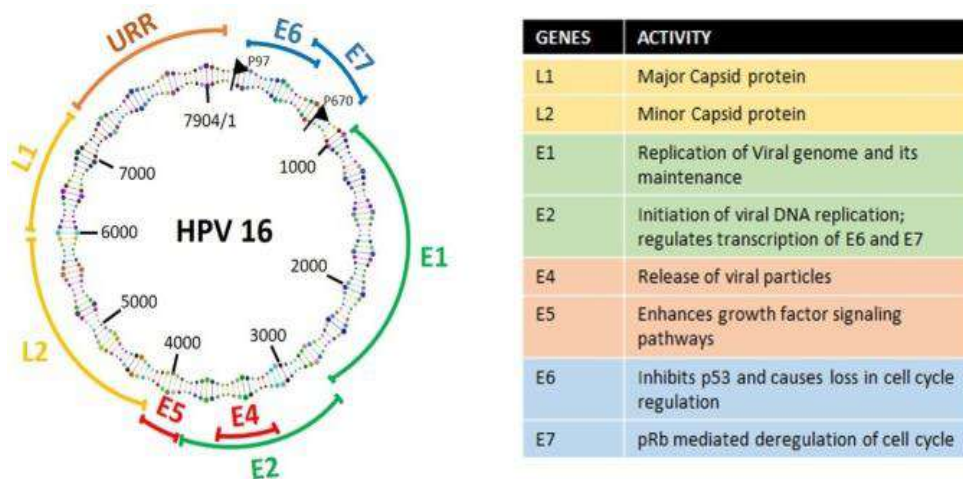 URR
E6
E7
P97
P670
7904/1
1000
7000
L1
HPV 16
6000
E1
2000
5000
3000
4000
L2
E5
E4
E2
GENES ACTIVITY
L1 Major Capsid protein
L2 Minor Capsid protein
E1 Replication of Viral genome and its
maintenance
E2 Initiation of viral DNA replication;
regulates transcription of E6 and E7
E4 Release of viral particles
E5 Enhances growth factor signaling
pathways
E6 Inhibits p53 and causes loss in cell cycle
regulation
E7 pRb mediated deregulation of cell cycle